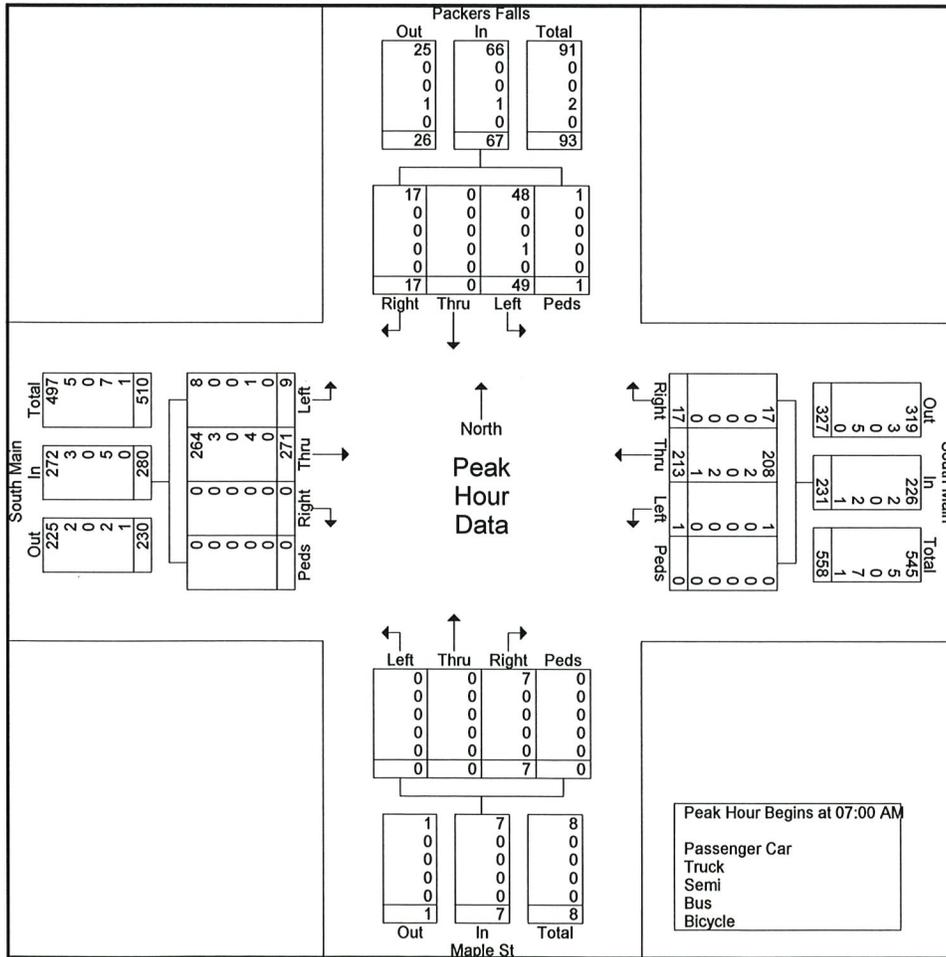 Packers Falls
Out In Total
25 66 91
0 0 0
0 0 0
1 1 2
0 0 0
26 67 93
17 0 48 1
0 0 0 0
0 0 0 0
0 0 1 0
0 0 0 0
17 0 49 1
Right Thru Left Peds
South Main
Total 497 5 0 7 1 510
In 272 3 0 5 0 280
Out 225 2 0 2 1 230
8 0 0 1 0 9 Left
264 3 0 4 0 271 Thru
0 0 0 0 0 0 Right
0 0 0 0 0 0 Peds
North
Peak
Hour
Data
Right 17 0 0 0 0 17
Thru 213 1 2 0 2 208
Left 1 0 0 0 0 1
Peds 0 0 0 0 0 0
327 0 5 0 3 319 Out
231 1 2 0 2 226 In
558 1 7 0 5 545 Total
South Main
Left Thru Right Peds
0 0 7 0
0 0 0 0
0 0 0 0
0 0 0 0
0 0 0 0
0 0 7 0
1 7 8
0 0 0
0 0 0
0 0 0
0 0 0
1 7 8
Out In Total
Maple St
Peak Hour Begins at 07:00 AM
Passenger Car
Truck
Semi
Bus
Bicycle